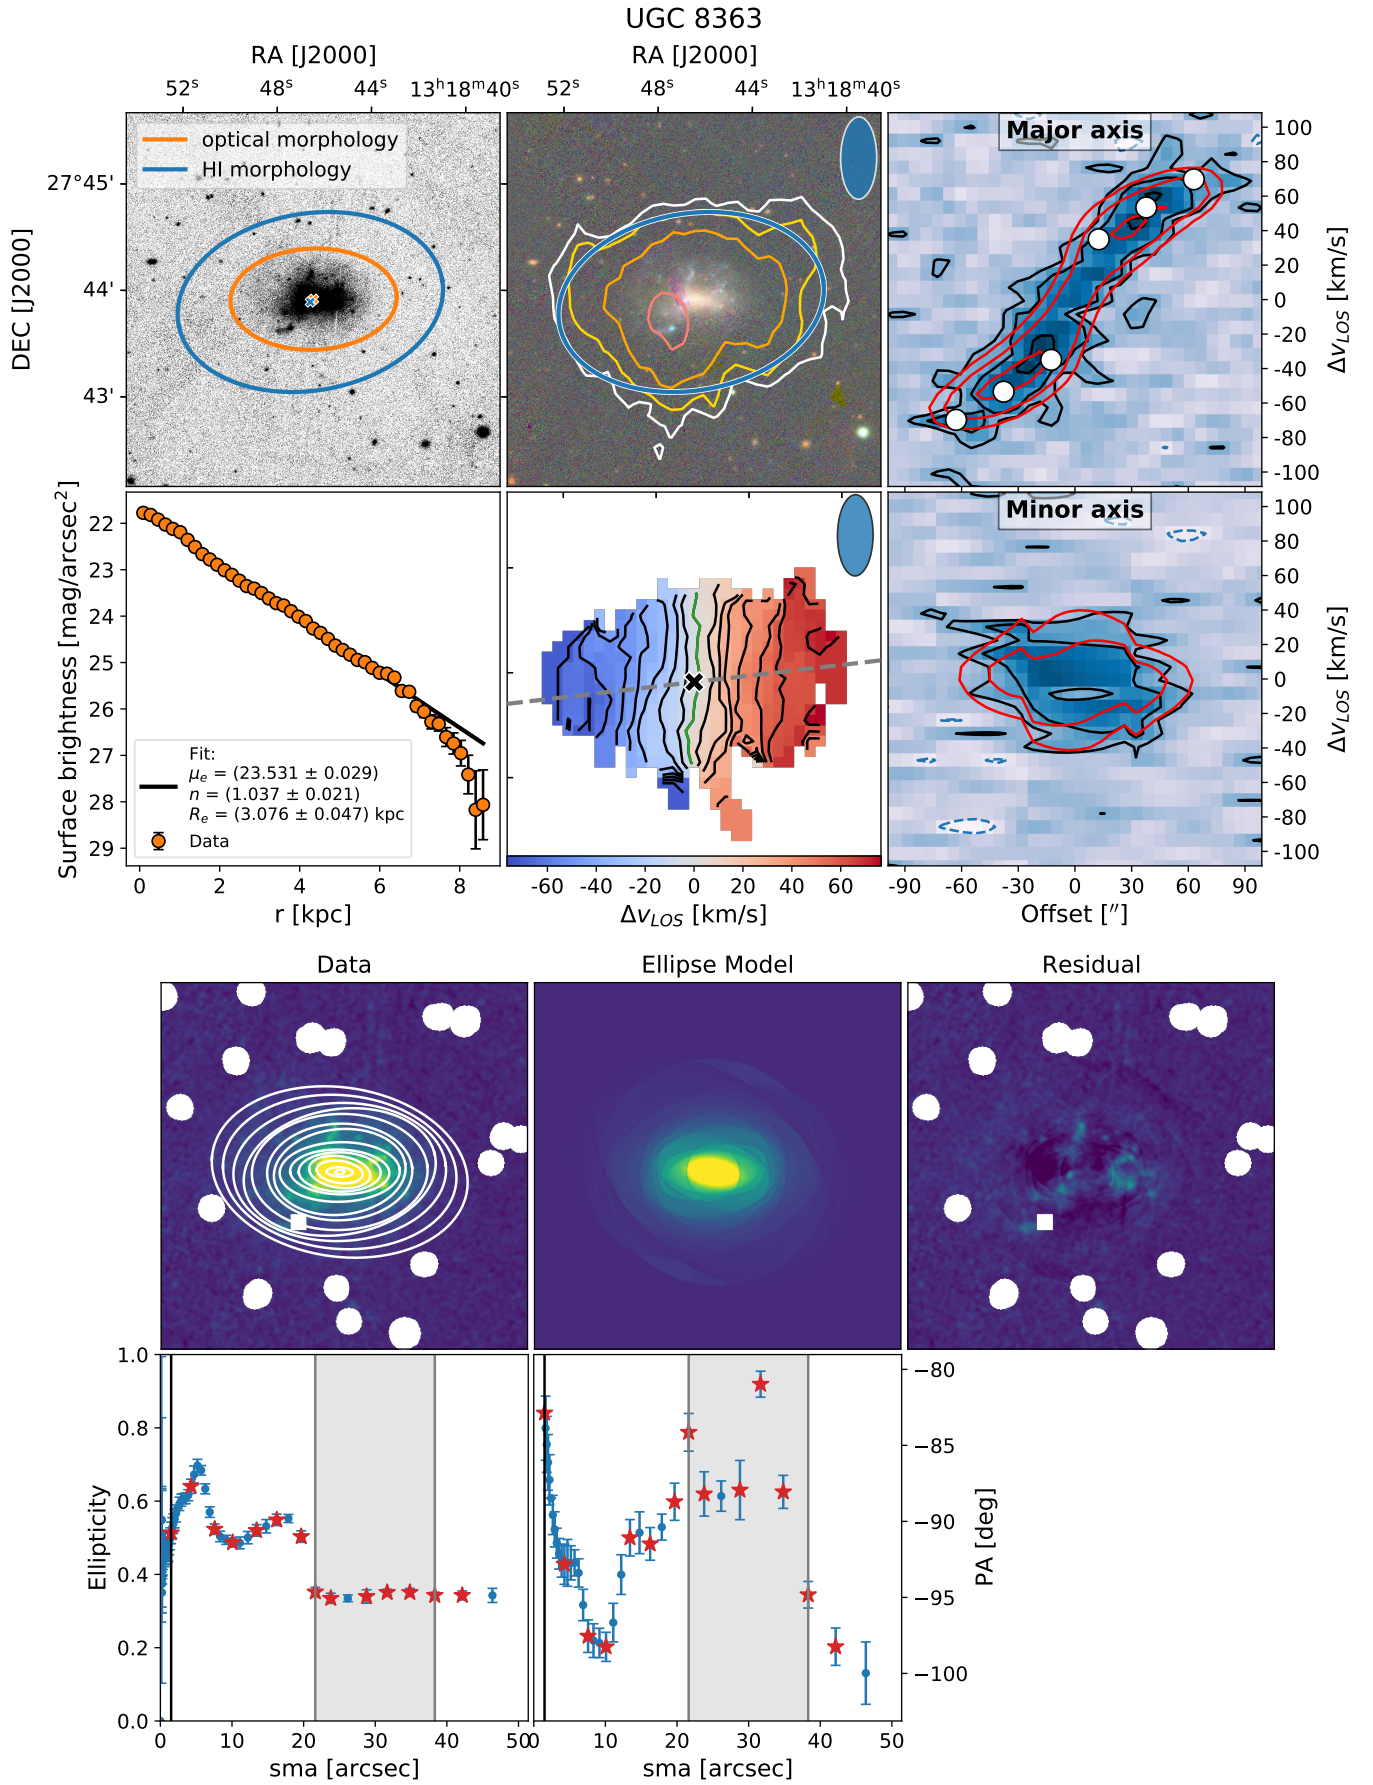 UGC 8363
RA [J2000]
RA [J2000]
52ˢ 48ˢ 44ˢ 13ʰ18ᵐ40ˢ
52ˢ 48ˢ 44ˢ 13ʰ18ᵐ40ˢ
optical morphology
HI morphology
27°45'
44'
43'
DEC [J2000]
Major axis
100
80
60
40
20
0
-20
-40
-60
-80
-100
Δv_LOS [km/s]
22
23
24
25
26
27
28
29
Surface brightness [mag/arcsec²]
Fit:
μₑ = (23.531 ± 0.029)
n = (1.037 ± 0.021)
Rₑ = (3.076 ± 0.047) kpc
Data
0 2 4 6 8
r [kpc]
-60 -40 -20 0 20 40 60
Δv_LOS [km/s]
Minor axis
100
80
60
40
20
0
-20
-40
-60
-80
-100
Δv_LOS [km/s]
-90 -60 -30 0 30 60 90
Offset [″]
Data
Ellipse Model
Residual
1.0
0.8
0.6
0.4
0.2
0.0
Ellipticity
0 10 20 30 40 50
sma [arcsec]
0 10 20 30 40 50
sma [arcsec]
−80
−85
−90
−95
−100
PA [deg]